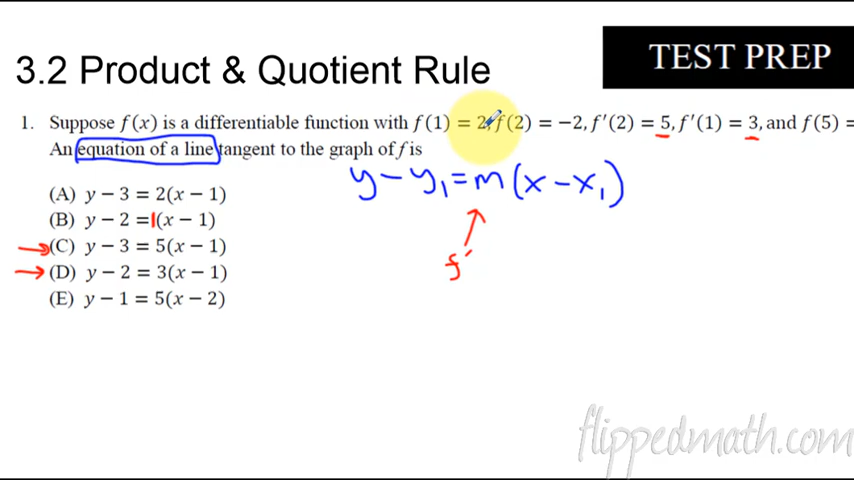 TEST PREP
3.2 Product & Quotient Rule
1. Suppose f(x) is a differentiable function with f(1) = 2, f(2) = −2, f′(2) = 5, f′(1) = 3, and f(5) =
An equation of a line tangent to the graph of f is
y − y₁ = m(x − x₁)
(A) y − 3 = 2(x − 1)
(B) y − 2 = 1(x − 1)
(C) y − 3 = 5(x − 1)
f′
(D) y − 2 = 3(x − 1)
(E) y − 1 = 5(x − 2)
flippedmath.com